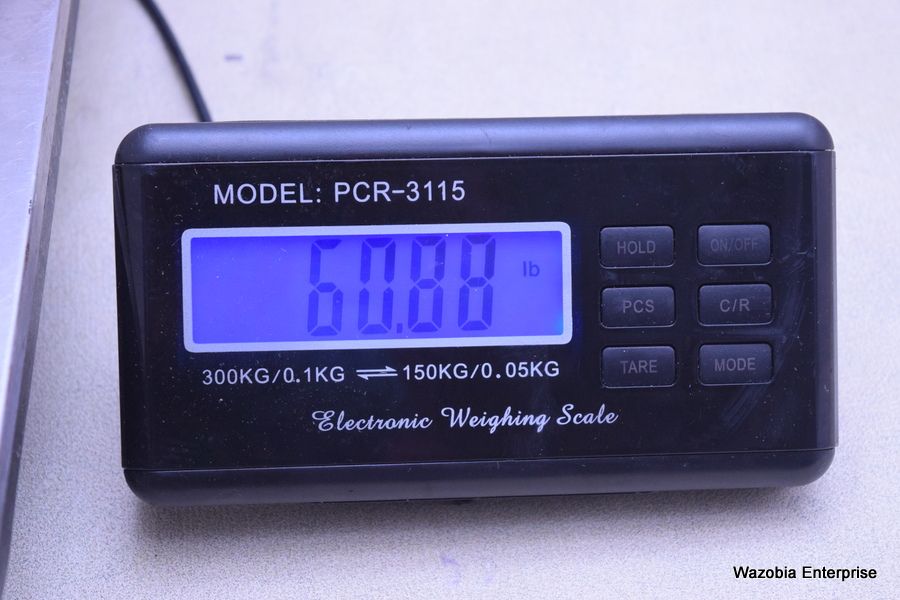 MODEL: PCR-3115
60.88 lb
HOLD ON/OFF
PCS C/R
TARE MODE
300KG/0.1KG ⇌ 150KG/0.05KG
Electronic Weighing Scale
Wazobia Enterprise